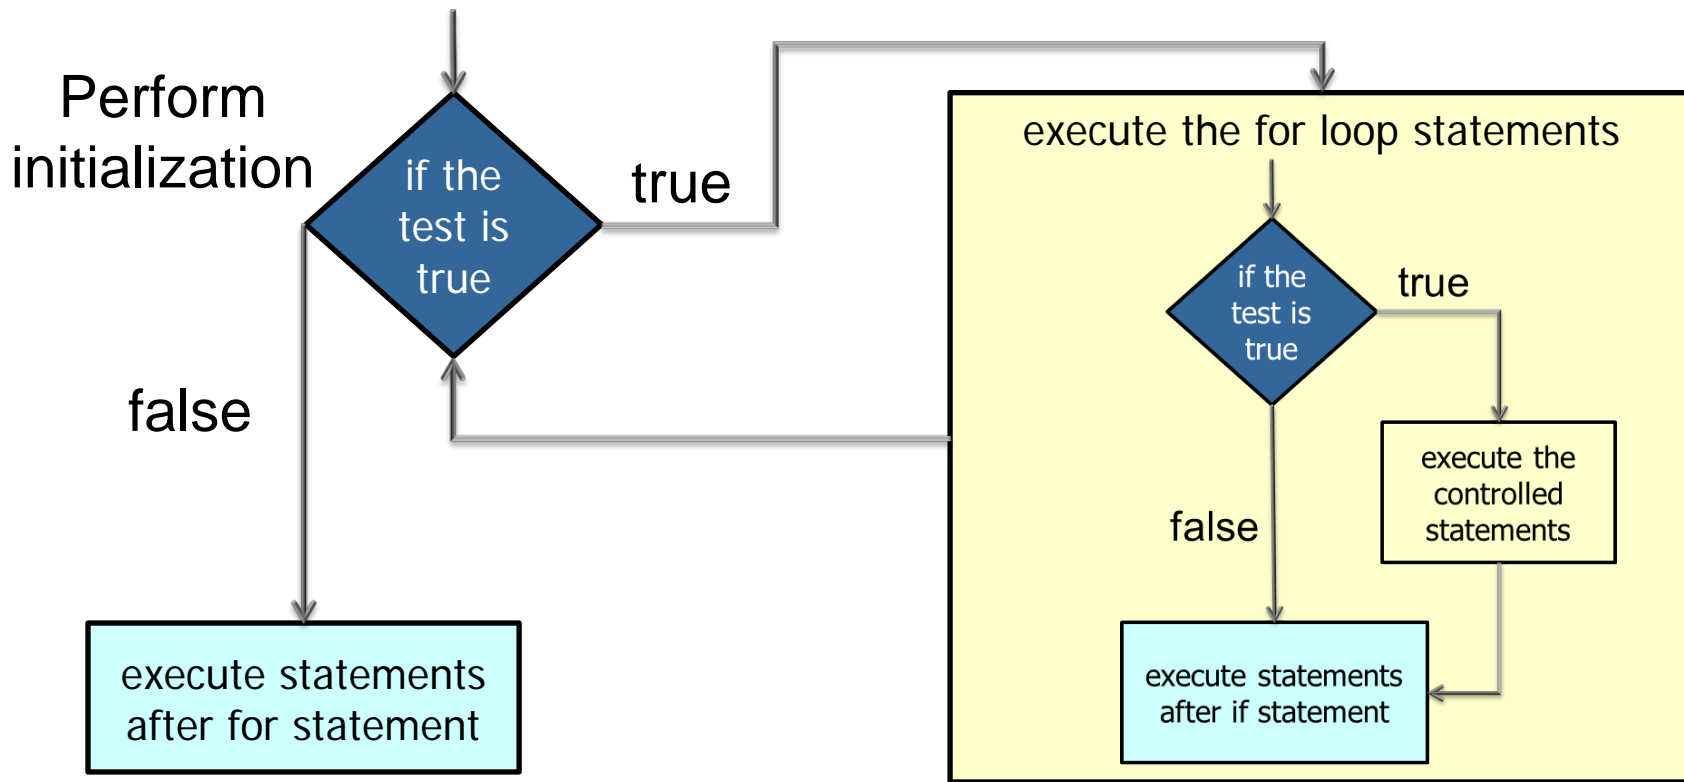 Perform
initialization
if the
test is
true
true
false
execute statements
after for statement
execute the for loop statements
if the
test is
true
true
false
execute the
controlled
statements
execute statements
after if statement